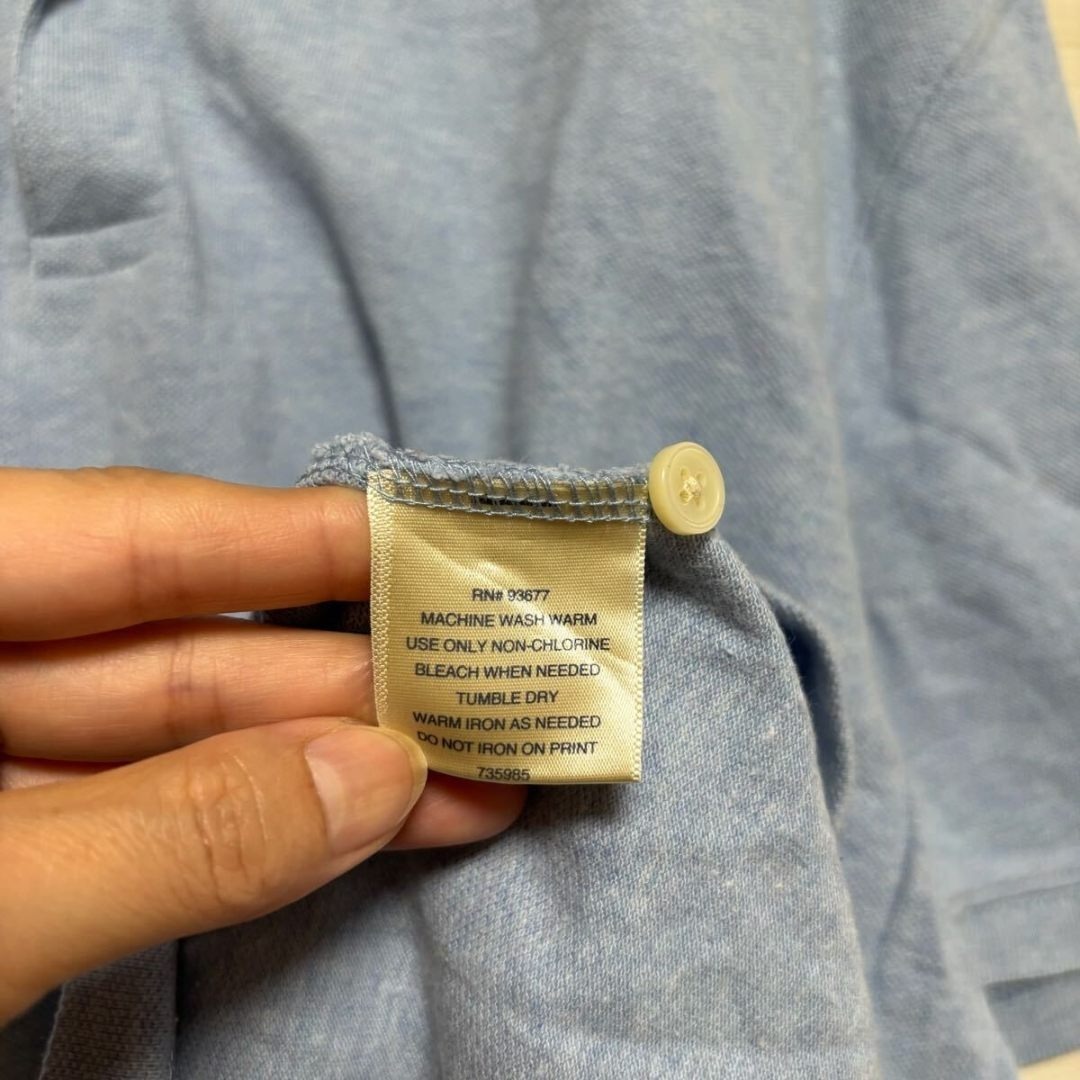 RN# 93677
MACHINE WASH WARM
USE ONLY NON-CHLORINE
BLEACH WHEN NEEDED
TUMBLE DRY
WARM IRON AS NEEDED
DO NOT IRON ON PRINT
735985